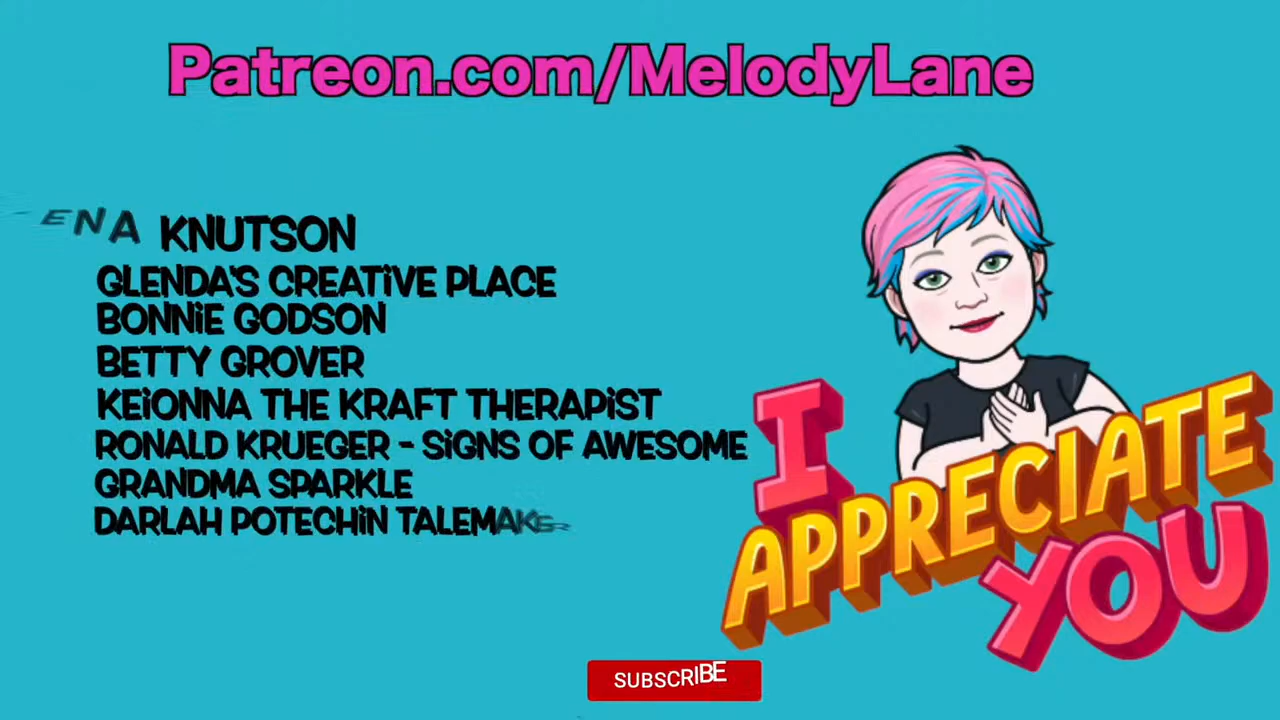 Patreon.com/MelodyLane
KNUTSON
GLENDA'S CREATiVE PLACE
BONNiE GODSON
BETTY GROVER
KEiONNA THE KRAFT THERAPiST
RONALD KRUEGER - SiGNS OF AWESOME
GRANDMA SPARKLE
DARLAH POTECHiN
I
APPRECIATE
YOU
SUBSCRIBE